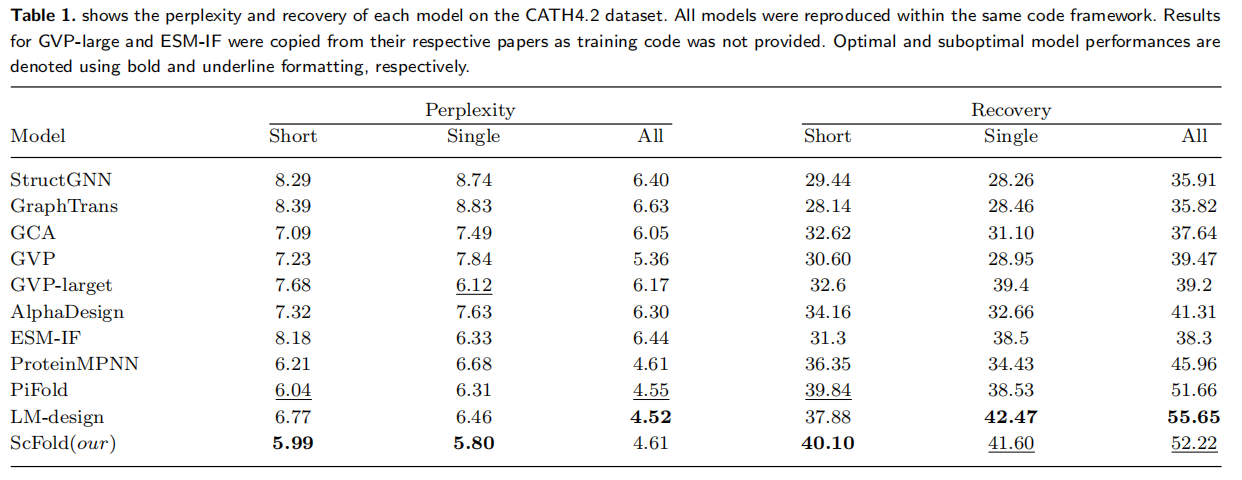 Table 1. shows the perplexity and recovery of each model on the CATH4.2 dataset. All models were reproduced within the same code framework. Results
for GVP-large and ESM-IF were copied from their respective papers as training code was not provided. Optimal and suboptimal model performances are
denoted using bold and underline formatting, respectively.
Perplexity Recovery
Model Short Single All Short Single All
StructGNN 8.29 8.74 6.40 29.44 28.26 35.91
GraphTrans 8.39 8.83 6.63 28.14 28.46 35.82
GCA 7.09 7.49 6.05 32.62 31.10 37.64
GVP 7.23 7.84 5.36 30.60 28.95 39.47
GVP-larget 7.68 6.12 6.17 32.6 39.4 39.2
AlphaDesign 7.32 7.63 6.30 34.16 32.66 41.31
ESM-IF 8.18 6.33 6.44 31.3 38.5 38.3
ProteinMPNN 6.21 6.68 4.61 36.35 34.43 45.96
PiFold 6.04 6.31 4.55 39.84 38.53 51.66
LM-design 6.77 6.46 4.52 37.88 42.47 55.65
ScFold(our) 5.99 5.80 4.61 40.10 41.60 52.22